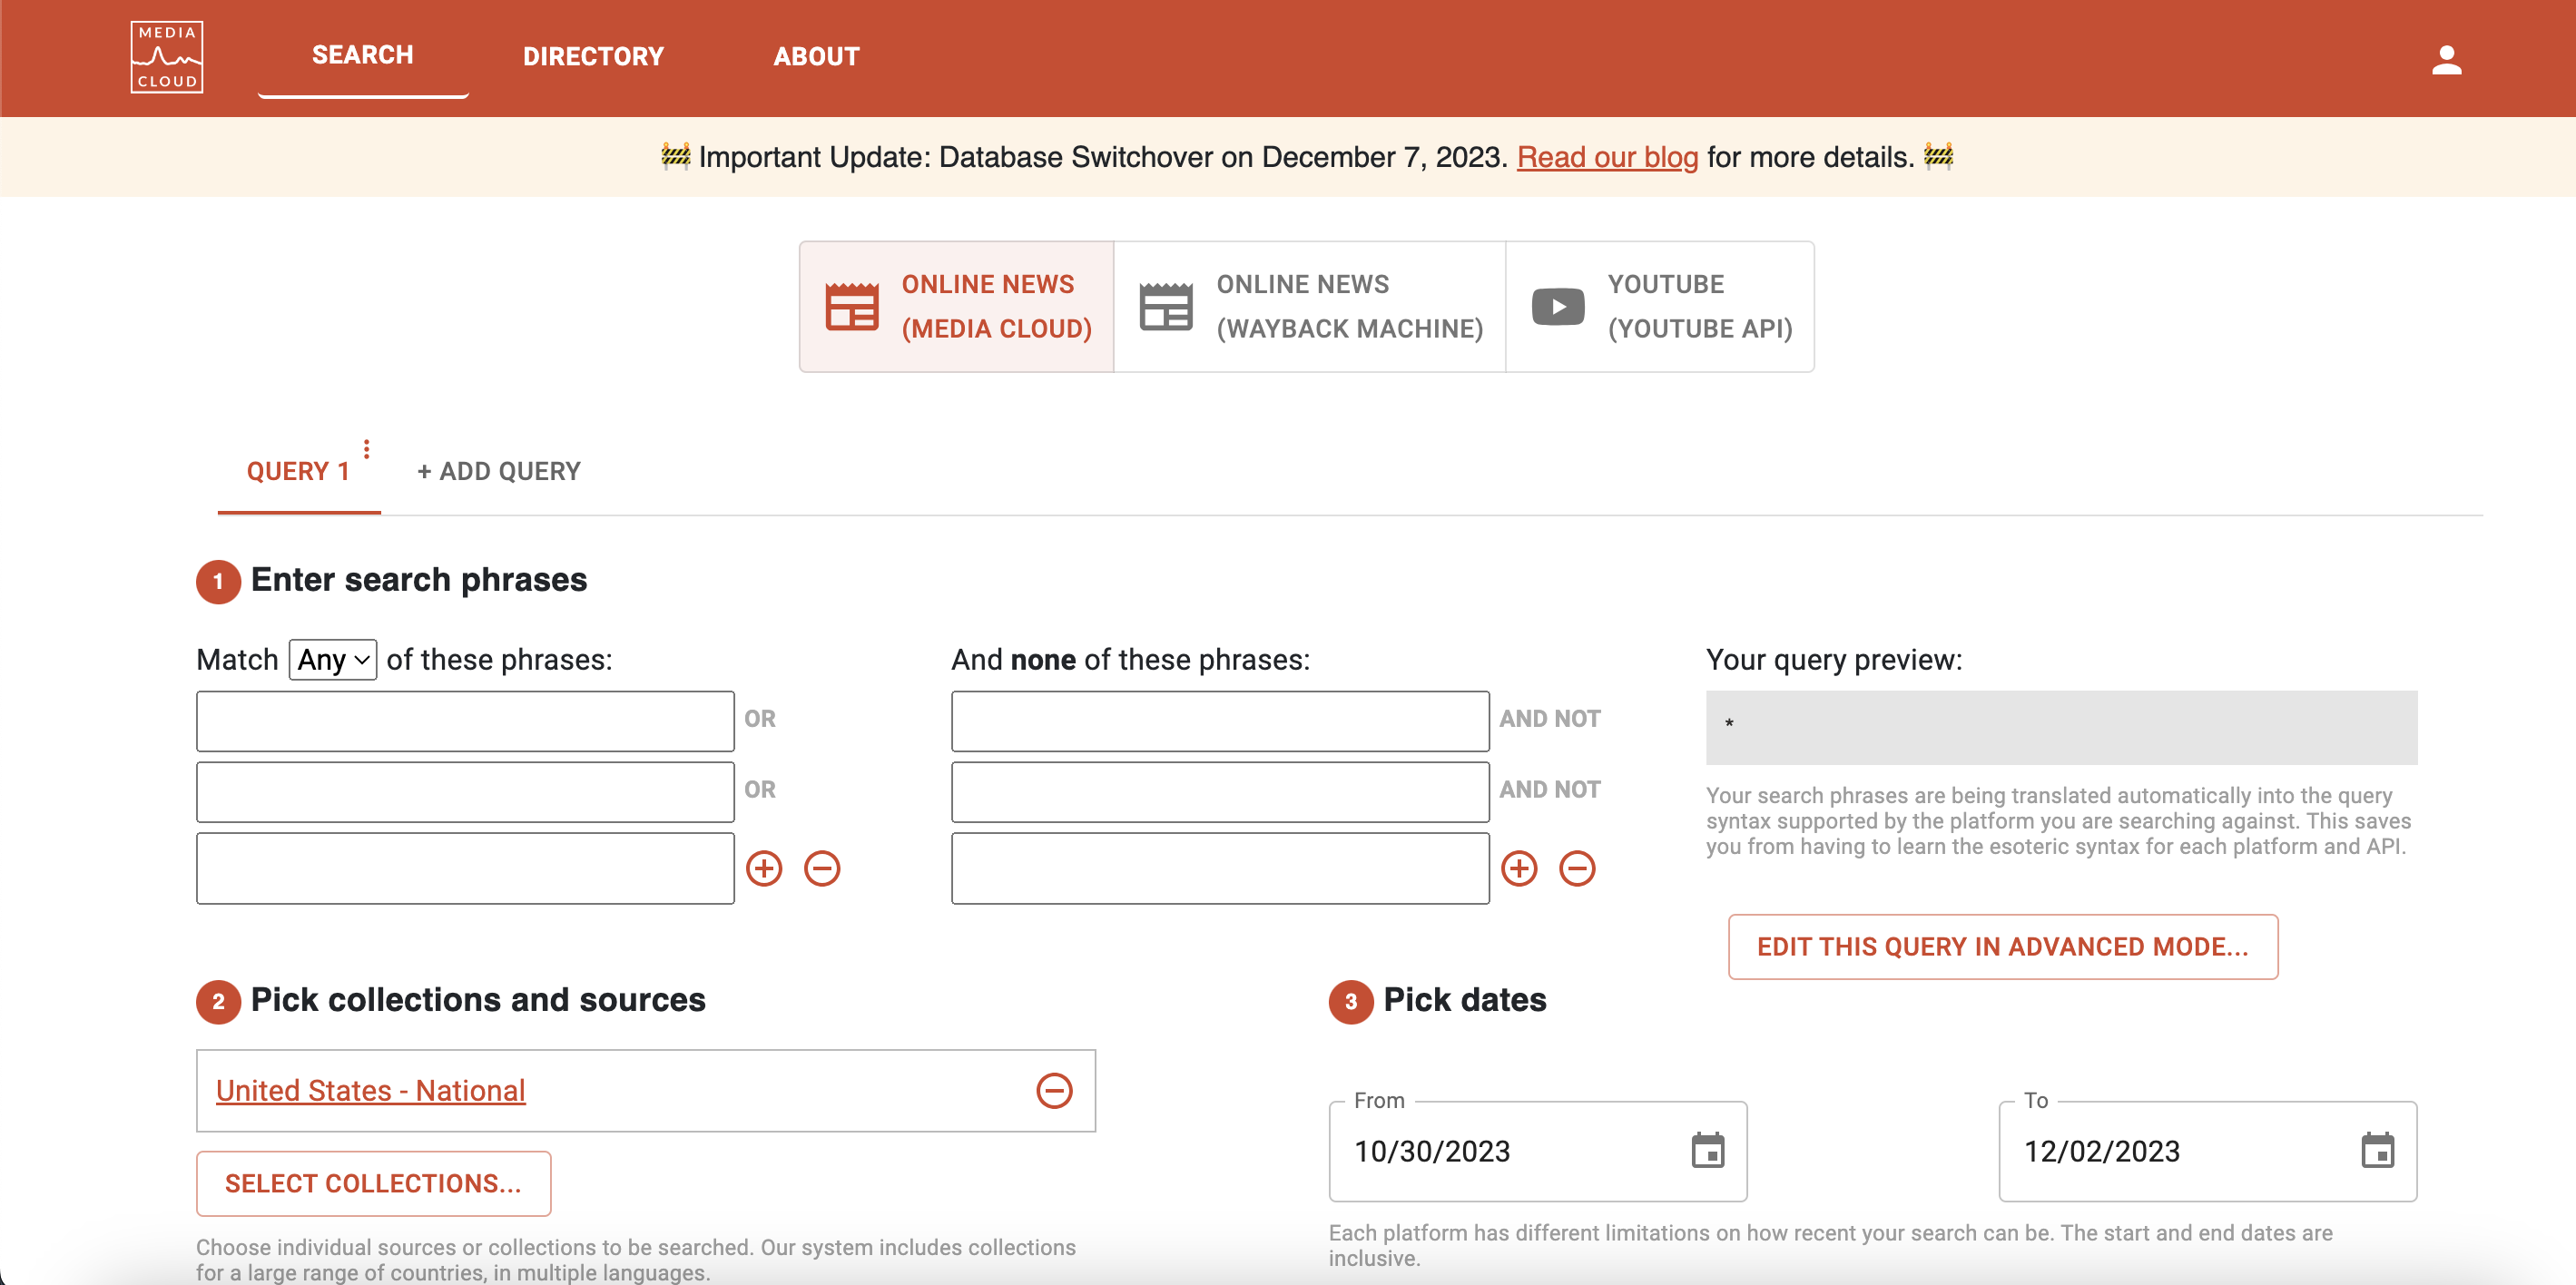 MEDIA
CLOUD
SEARCH
DIRECTORY
ABOUT
Important Update: Database Switchover on December 7, 2023. Read our blog for more details.
ONLINE NEWS
(MEDIA CLOUD)
ONLINE NEWS
(WAYBACK MACHINE)
YOUTUBE
(YOUTUBE API)
QUERY 1
+ ADD QUERY
1 Enter search phrases
Match Any of these phrases:
OR
OR
And none of these phrases:
AND NOT
AND NOT
Your query preview:
*
Your search phrases are being translated automatically into the query
syntax supported by the platform you are searching against. This saves
you from having to learn the esoteric syntax for each platform and API.
EDIT THIS QUERY IN ADVANCED MODE...
2 Pick collections and sources
United States - National
SELECT COLLECTIONS...
Choose individual sources or collections to be searched. Our system includes collections
for a large range of countries, in multiple languages.
3 Pick dates
From
10/30/2023
To
12/02/2023
Each platform has different limitations on how recent your search can be. The start and end dates are
inclusive.